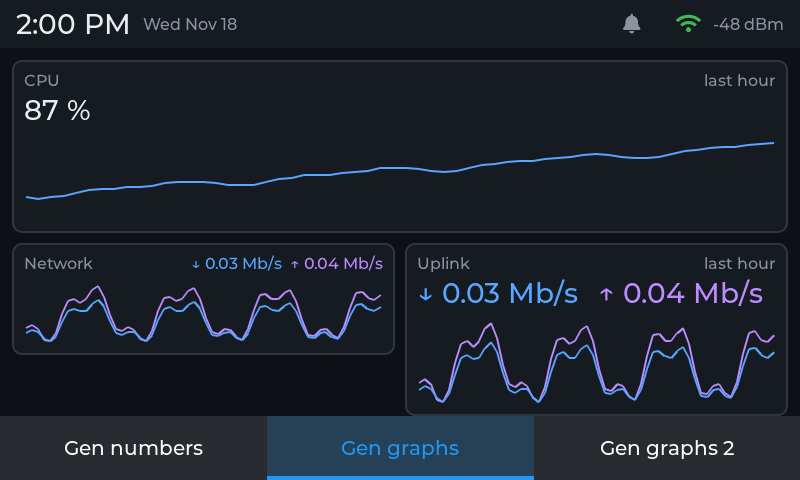 2:00 PM Wed Nov 18 -48 dBm
CPU last hour
87 %
Network ↓ 0.03 Mb/s ↑ 0.04 Mb/s
Uplink last hour
↓ 0.03 Mb/s ↑ 0.04 Mb/s
Gen numbers Gen graphs Gen graphs 2